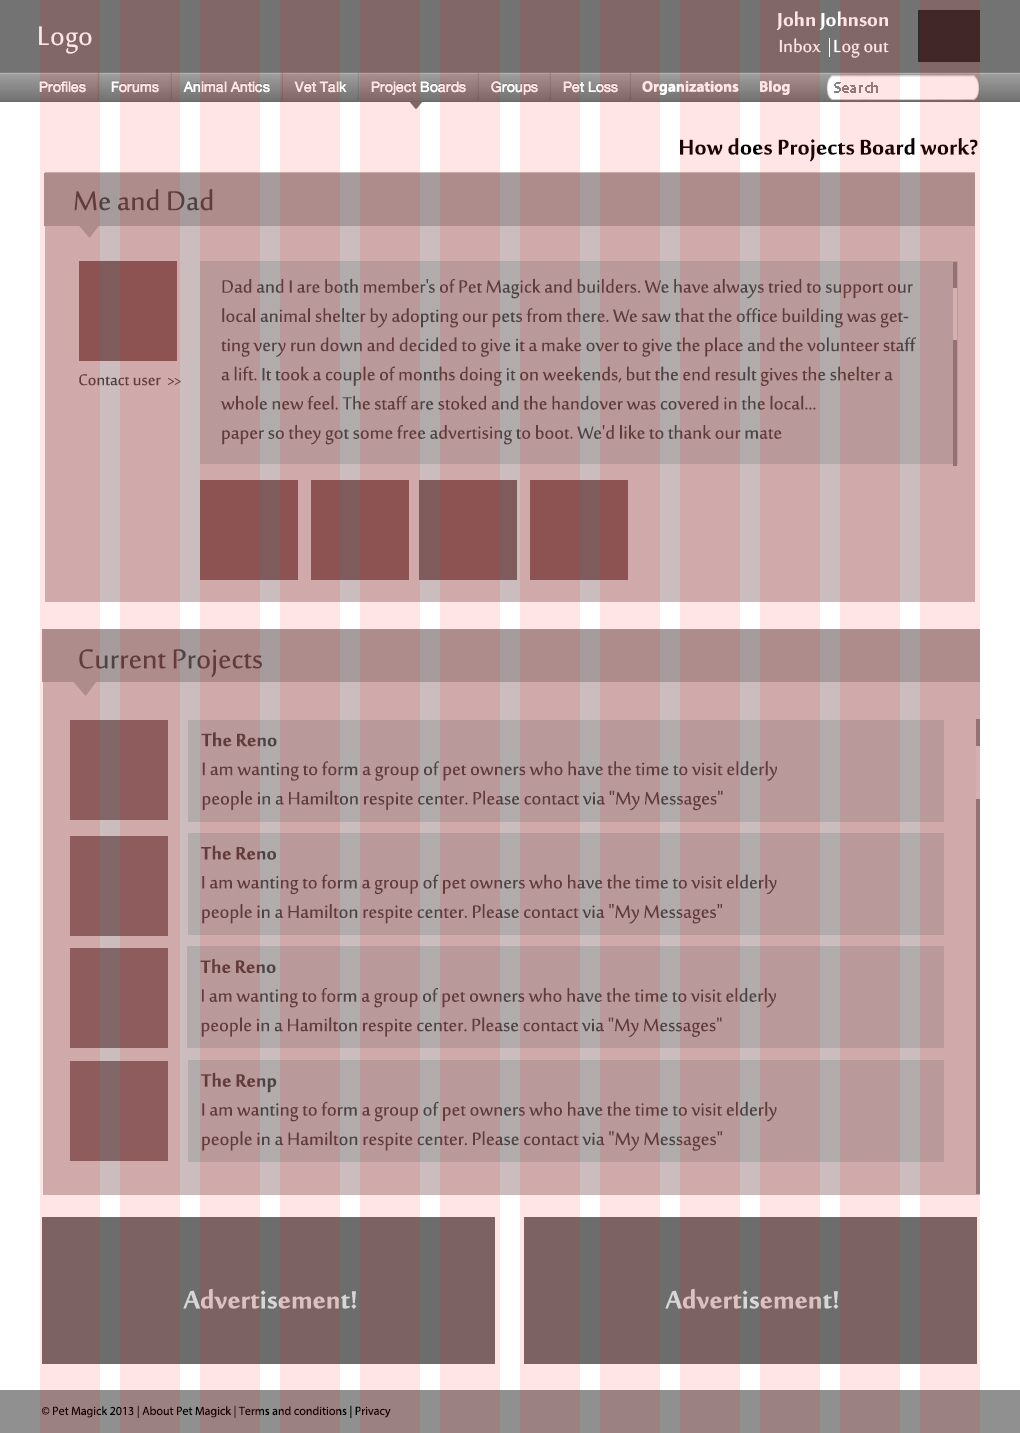 Logo
John Johnson
Inbox |Log out
Profiles Forums Animal Antics Vet Talk Project Boards Groups Pet Loss Organizations Blog Search
How does Projects Board work?
Me and Dad
Dad and I are both member's of Pet Magick and builders. We have always tried to support our
local animal shelter by adopting our pets from there. We saw that the office building was get-
ting very run down and decided to give it a make over to give the place and the volunteer staff
a lift. It took a couple of months doing it on weekends, but the end result gives the shelter a
whole new feel. The staff are stoked and the handover was covered in the local...
paper so they got some free advertising to boot. We'd like to thank our mate
Contact user >>
Current Projects
The Reno
I am wanting to form a group of pet owners who have the time to visit elderly
people in a Hamilton respite center. Please contact via "My Messages"
The Reno
I am wanting to form a group of pet owners who have the time to visit elderly
people in a Hamilton respite center. Please contact via "My Messages"
The Reno
I am wanting to form a group of pet owners who have the time to visit elderly
people in a Hamilton respite center. Please contact via "My Messages"
The Renp
I am wanting to form a group of pet owners who have the time to visit elderly
people in a Hamilton respite center. Please contact via "My Messages"
Advertisement! Advertisement!
© Pet Magick 2013 | About Pet Magick | Terms and conditions | Privacy